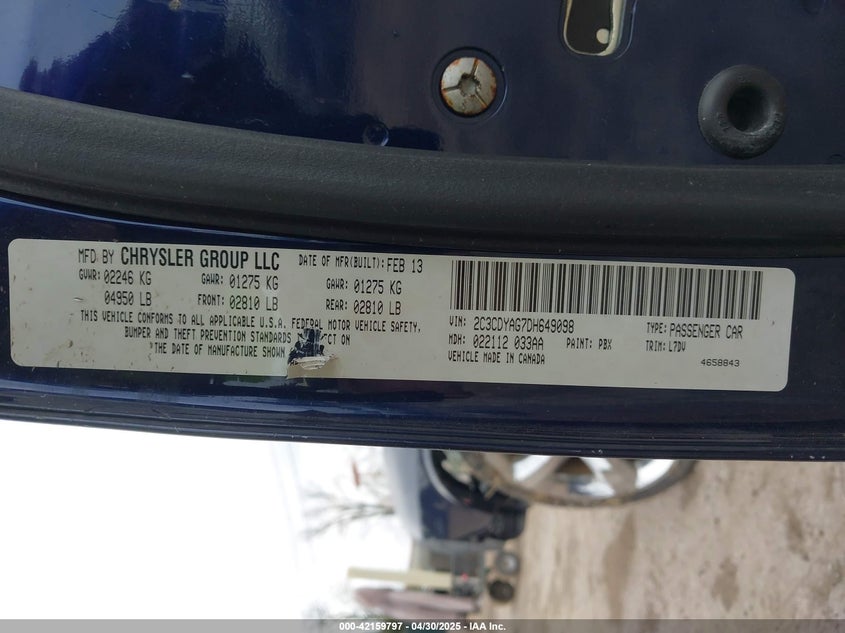 MFD BY CHRYSLER GROUP LLC DATE OF MFR(BUILT): FEB 13
GVWR: 02246 KG GAWR: 01275 KG GAWR: 01275 KG
04950 LB FRONT: 02810 LB REAR: 02810 LB
THIS VEHICLE CONFORMS TO ALL APPLICABLE U.S.A. FEDERAL MOTOR VEHICLE SAFETY,
BUMPER AND THEFT PREVENTION STANDARDS CT ON
THE DATE OF MANUFACTURE SHOWN
VIN: 2C3CDYAG7DH649098 TYPE: PASSENGER CAR
MDH: 022112 033AA PAINT: PBX TRIM: L7DV
VEHICLE MADE IN CANADA 4658843
000-42159797 - 04/30/2025 - IAA Inc.